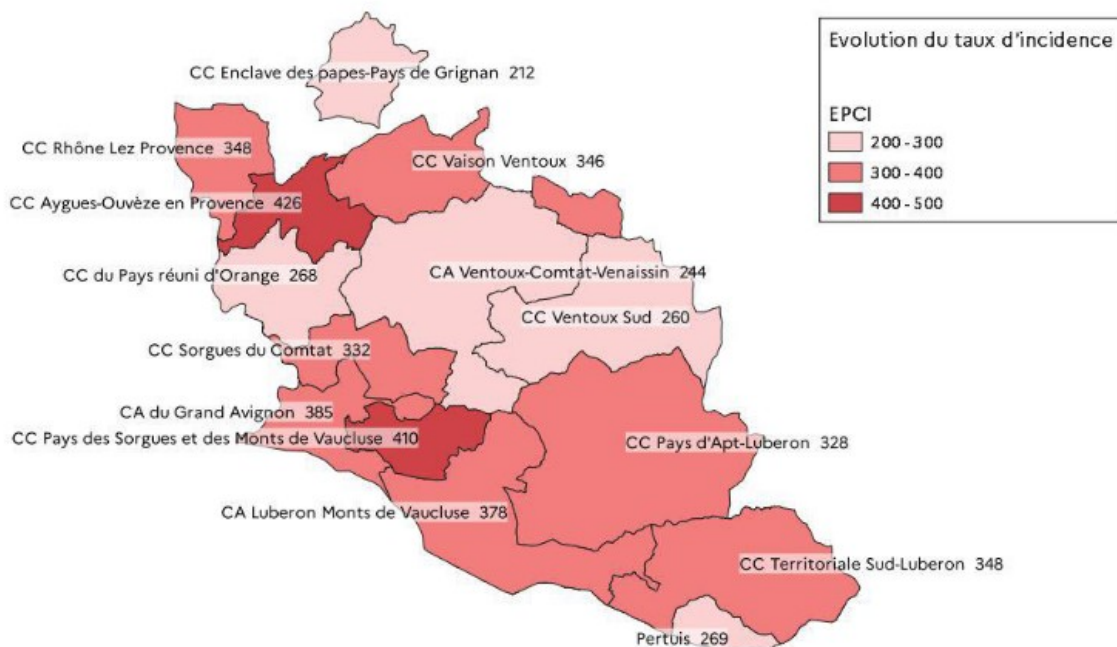 Evolution du taux d'incidence
EPCI
200 - 300
300 - 400
400 - 500
CC Enclave des papes-Pays de Grignan 212
CC Rhône Lez Provence 348
CC Vaison Ventoux 346
CC Aygues-Ouvèze en Provence 426
CC du Pays réuni d'Orange 268
CA Ventoux-Comtat-Venaissin 244
CC Ventoux Sud 260
CC Sorgues du Comtat 332
CA du Grand Avignon 385
CC Pays des Sorgues et des Monts de Vaucluse 410
CC Pays d'Apt-Luberon 328
CA Luberon Monts de Vaucluse 378
CC Territoriale Sud-Luberon 348
Pertuis 269